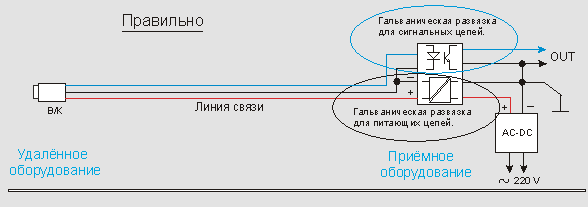 Правильно
Гальваническая развязка
для сигнальных цепей.
OUT
−
+
В/К
Линия связи
Гальваническая развязка
для питающих цепей.
+
−
AC-DC
Удалённое
оборудование
Приёмное
оборудование
~ 220 V